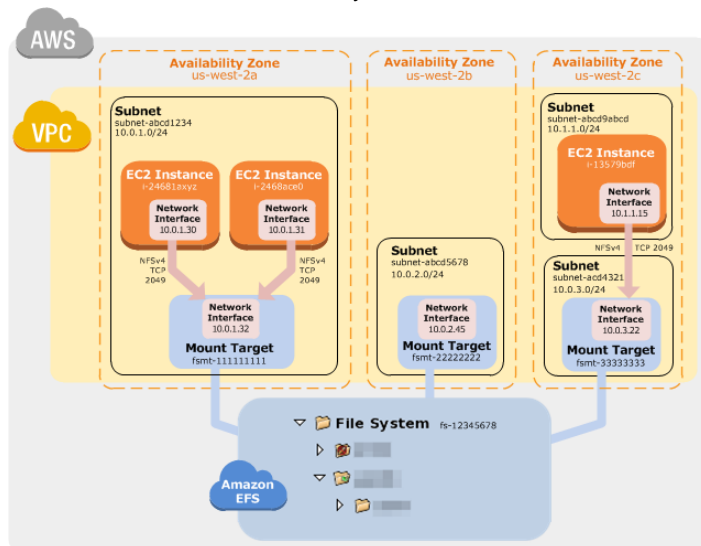 AWS
Availability Zone
us-west-2a
Availability Zone
us-west-2b
Availability Zone
us-west-2c
VPC
Subnet
subnet-abcd1234
10.0.1.0/24
EC2 Instance
i-24681axyz
Network
Interface
10.0.1.30
EC2 Instance
i-2468ace0
Network
Interface
10.0.1.31
NFSv4
TCP
2049
NFSv4
TCP
2049
Network
Interface
10.0.1.32
Mount Target
fsmt-111111111
Subnet
subnet-abcd5678
10.0.2.0/24
Network
Interface
10.0.2.45
Mount Target
fsmt-22222222
Subnet
subnet-abcd9abcd
10.1.1.0/24
EC2 Instance
i-13579bdf
Network
Interface
10.1.1.15
NFSv4 TCP 2049
Subnet
subnet-acd4321
10.0.3.0/24
Network
Interface
10.0.3.22
Mount Target
fsmt-33333333
File System fs-12345678
Amazon
EFS